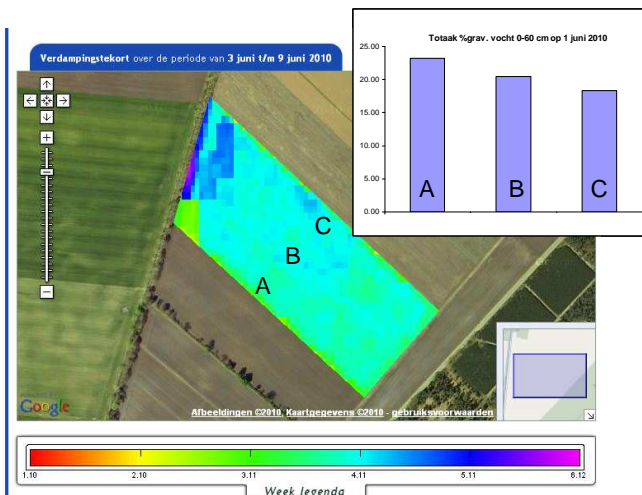 Verdampingstekort over de periode van 3 juni t/m 9 juni 2010
Totaak %grav. vocht 0-60 cm op 1 juni 2010
25.00
20.00
15.00
10.00
5.00
0.00
A B C
C
B
A
Google
Afbeeldingen ©2010, Kaartgegevens ©2010 - gebruiksvoorwaarden
1.10 2.10 3.11 4.11 5.11 6.12
Week legenda